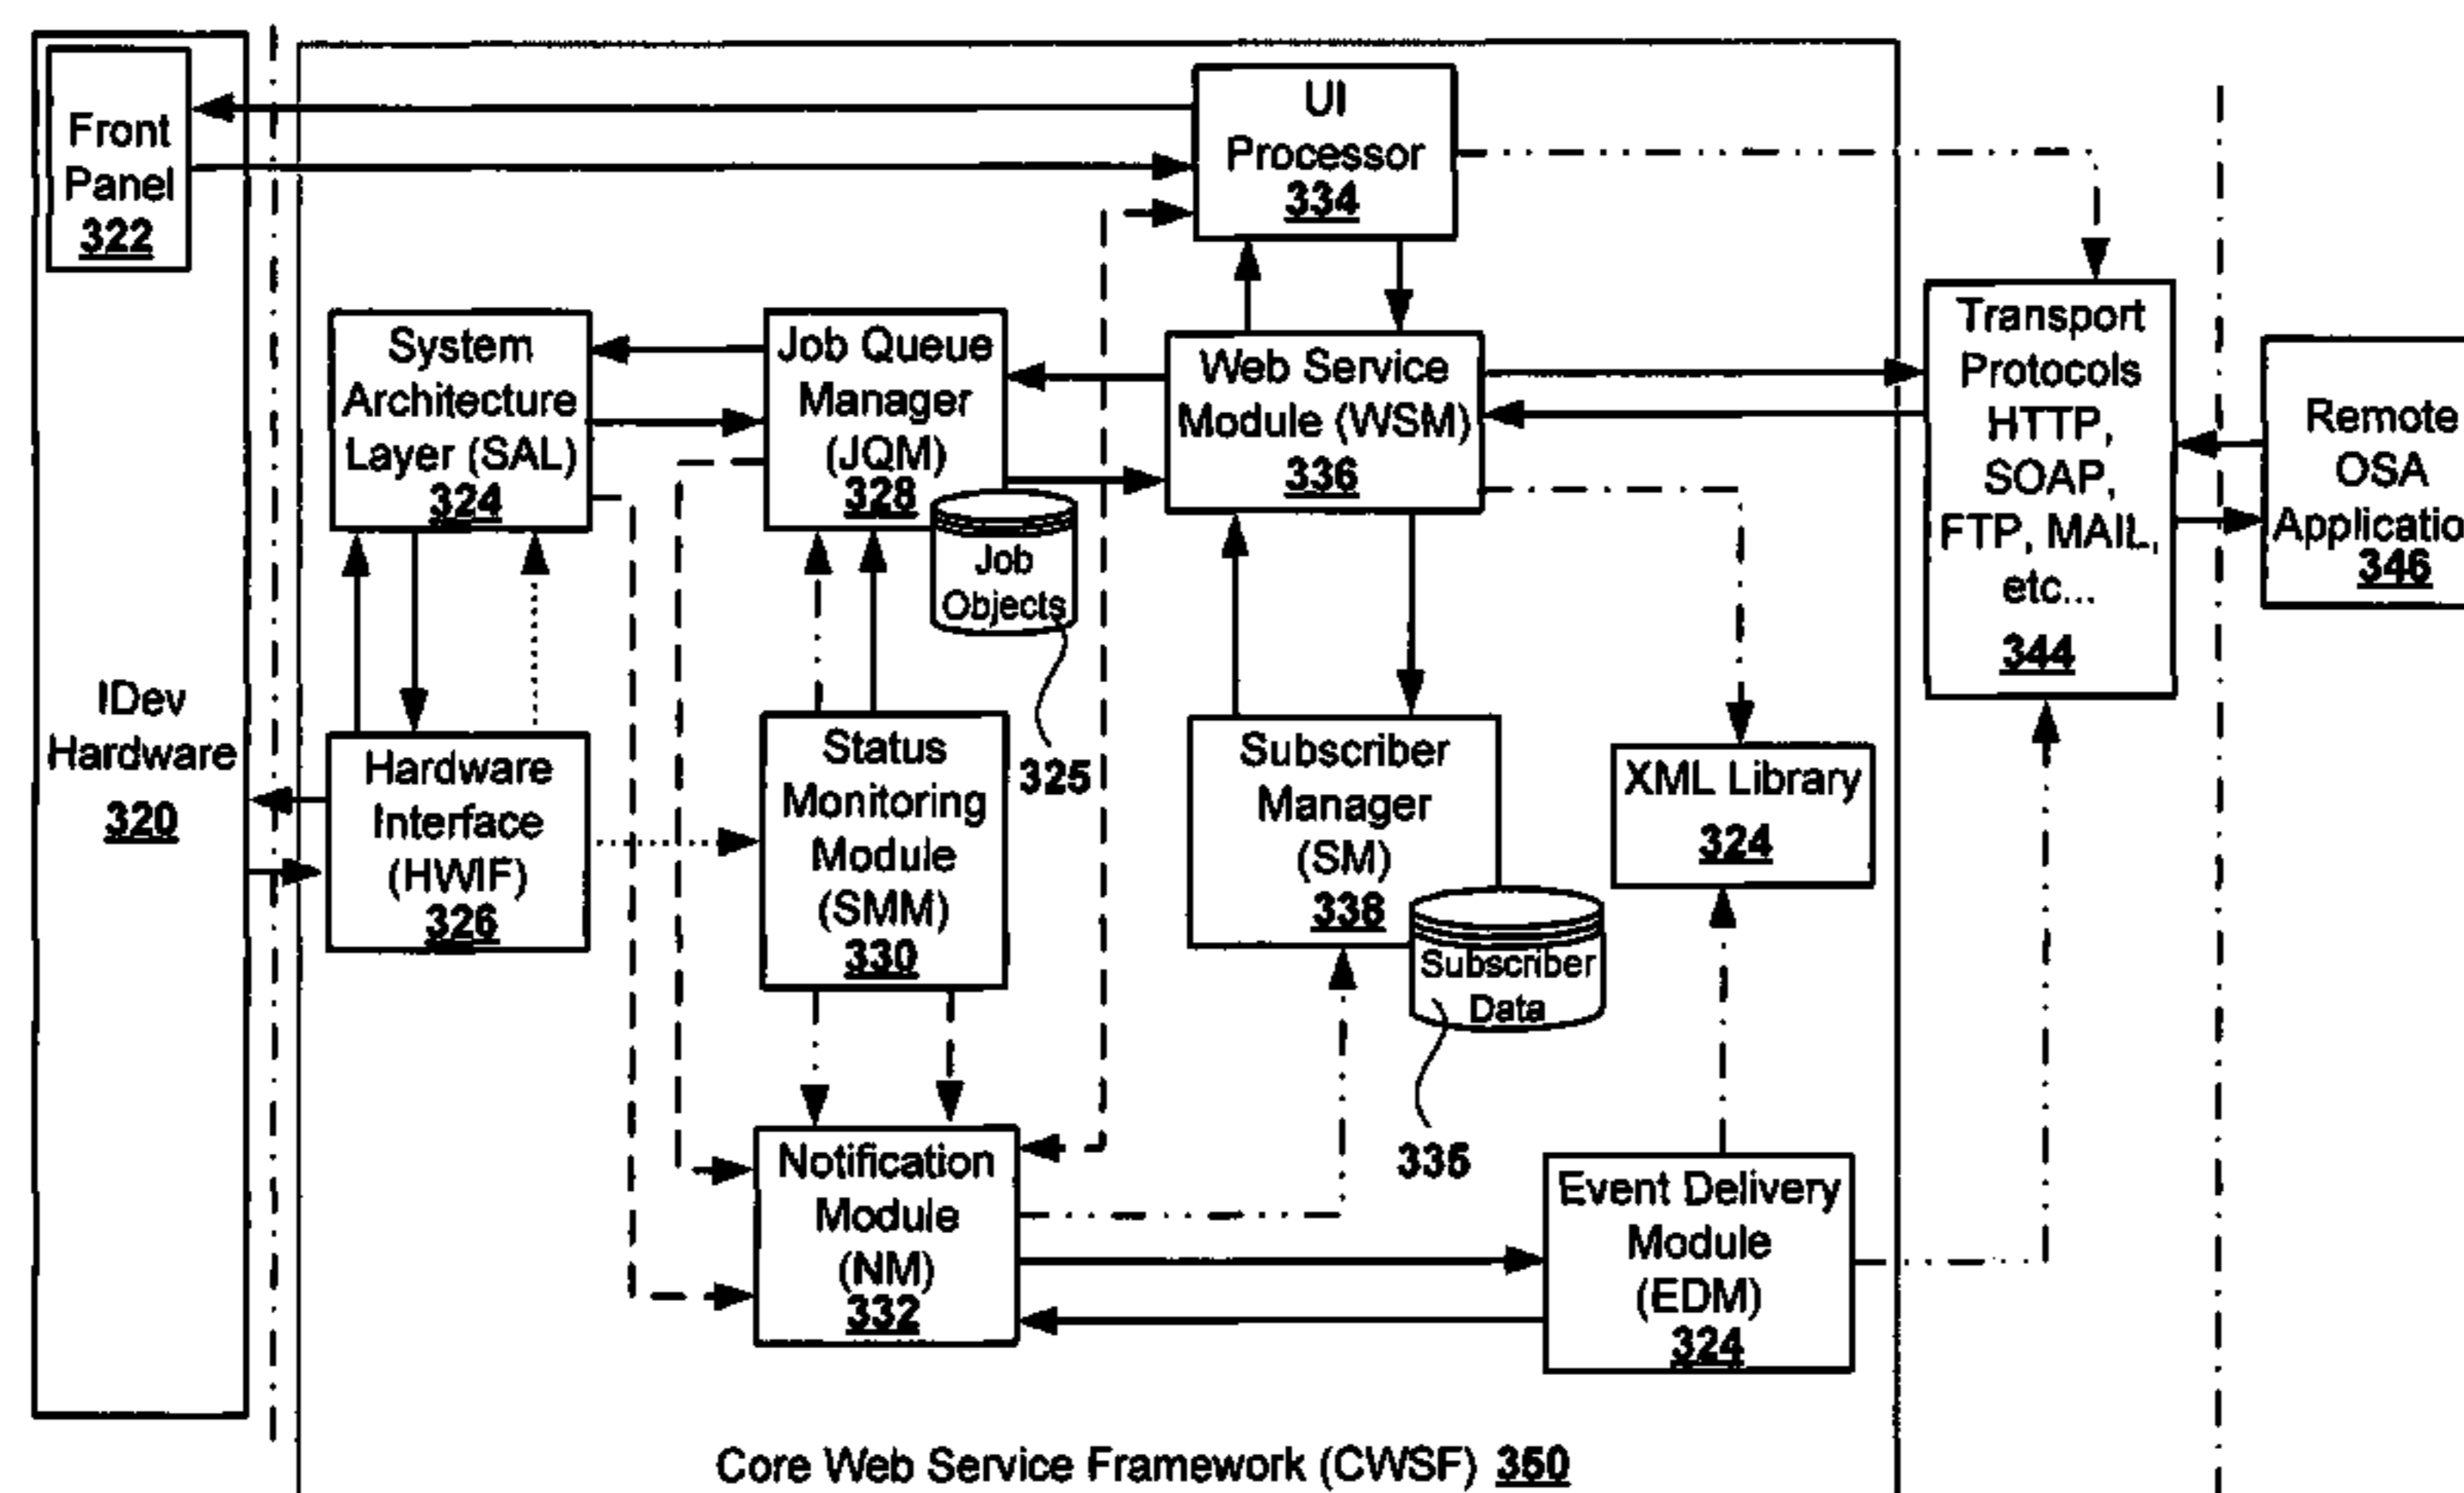 Front
Panel
322
IDev
Hardware
320
UI
Processor
334
System
Architecture
Layer (SAL)
324
Job Queue
Manager
(JQM)
328
Job
Objects
325
Web Service
Module (WSM)
336
Transport
Protocols
HTTP,
SOAP,
FTP, MAIL,
etc...
344
Remote
OSA
Applicatio
346
Hardware
Interface
(HWIF)
326
Status
Monitoring
Module
(SMM)
330
Subscriber
Manager
(SM)
338
Subscriber
Data
335
XML Library
324
Notification
Module
(NM)
332
Event Delivery
Module
(EDM)
324
Core Web Service Framework (CWSF) 350